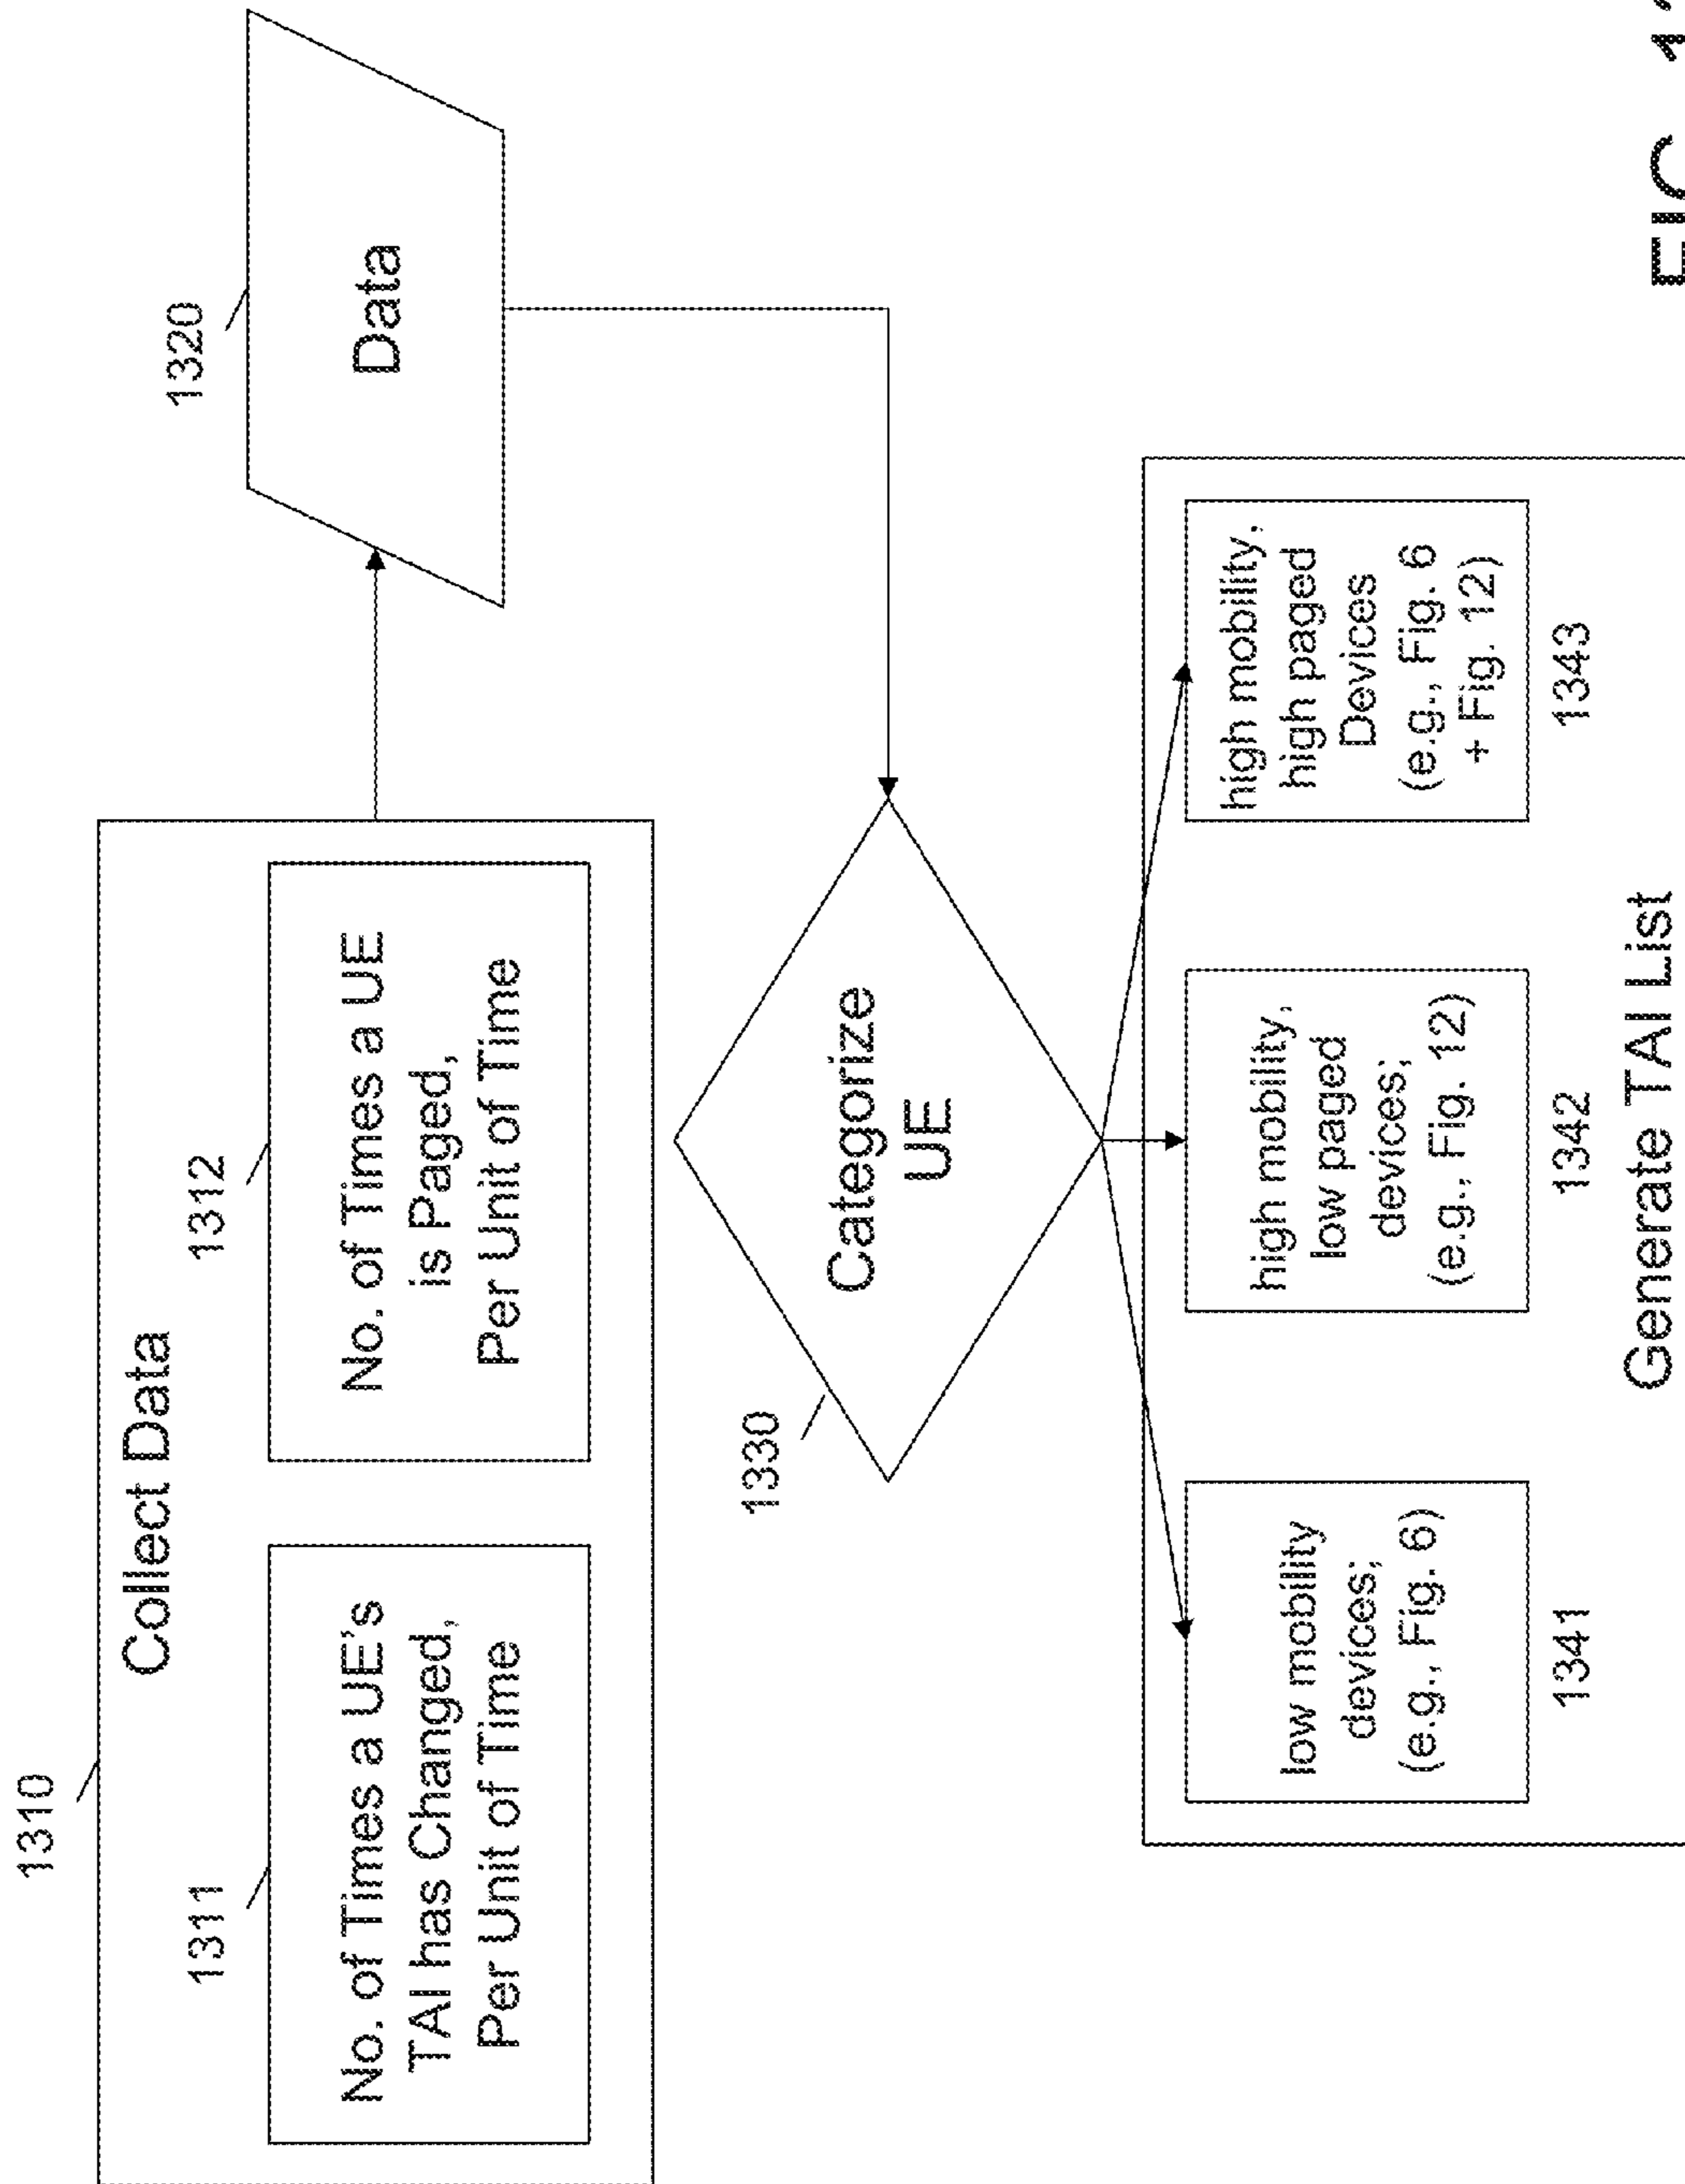 1310
Collect Data
1311
No. of Times a UE's
TAI has Changed,
Per Unit of Time
1312
No. of Times a UE
is Paged,
Per Unit of Time
1320
Data
1330
Categorize
UE
low mobility
devices;
(e.g., Fig. 6)
1341
high mobility,
low paged
devices;
(e.g., Fig. 12)
1342
high mobility,
high paged
Devices
(e.g., Fig. 6
+ Fig. 12)
1343
Generate TAI List